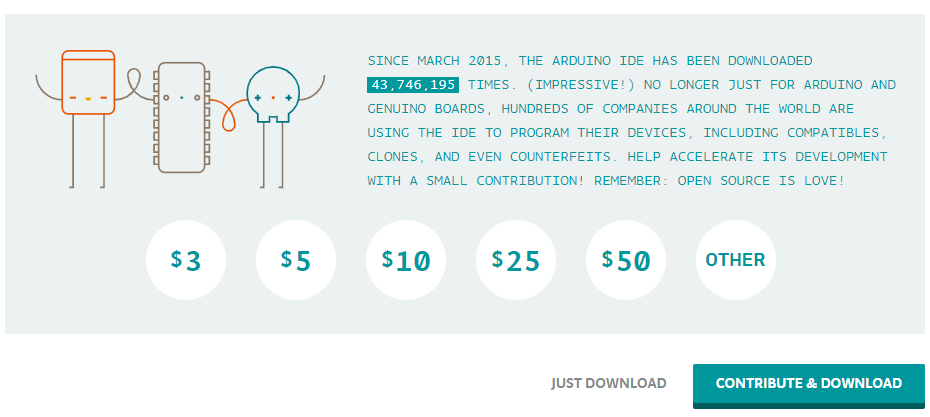 SINCE MARCH 2015, THE ARDUINO IDE HAS BEEN DOWNLOADED
43,746,195 TIMES. (IMPRESSIVE!) NO LONGER JUST FOR ARDUINO AND
GENUINO BOARDS, HUNDREDS OF COMPANIES AROUND THE WORLD ARE
USING THE IDE TO PROGRAM THEIR DEVICES, INCLUDING COMPATIBLES,
CLONES, AND EVEN COUNTERFEITS. HELP ACCELERATE ITS DEVELOPMENT
WITH A SMALL CONTRIBUTION! REMEMBER: OPEN SOURCE IS LOVE!
$3 $5 $10 $25 $50 OTHER
JUST DOWNLOAD CONTRIBUTE & DOWNLOAD